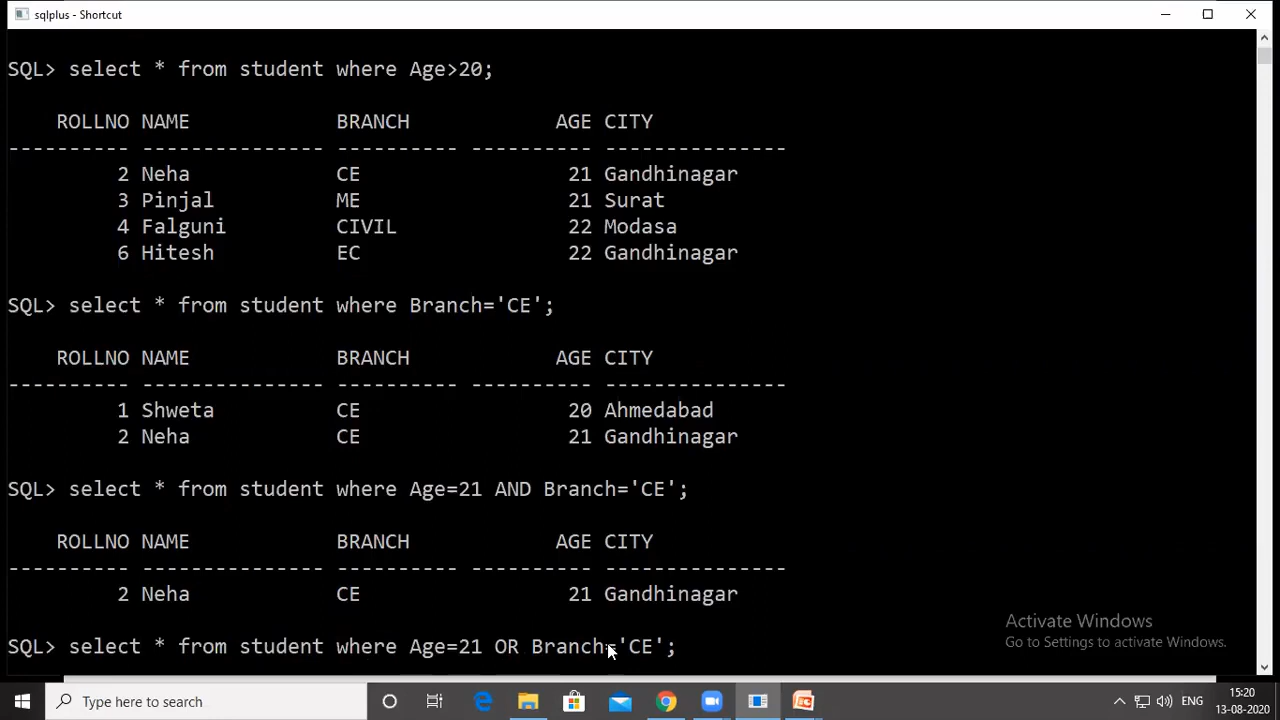 sqlplus - Shortcut
SQL> select * from student where Age>20;
ROLLNO NAME BRANCH AGE CITY
---------- --------------- ---------- ---------- ---------------
2 Neha CE 21 Gandhinagar
3 Pinjal ME 21 Surat
4 Falguni CIVIL 22 Modasa
6 Hitesh EC 22 Gandhinagar
SQL> select * from student where Branch='CE';
ROLLNO NAME BRANCH AGE CITY
---------- --------------- ---------- ---------- ---------------
1 Shweta CE 20 Ahmedabad
2 Neha CE 21 Gandhinagar
SQL> select * from student where Age=21 AND Branch='CE';
ROLLNO NAME BRANCH AGE CITY
---------- --------------- ---------- ---------- ---------------
2 Neha CE 21 Gandhinagar
SQL> select * from student where Age=21 OR Branch='CE';
Activate Windows
Go to Settings to activate Windows.
Type here to search
ENG
15:20
13-08-2020